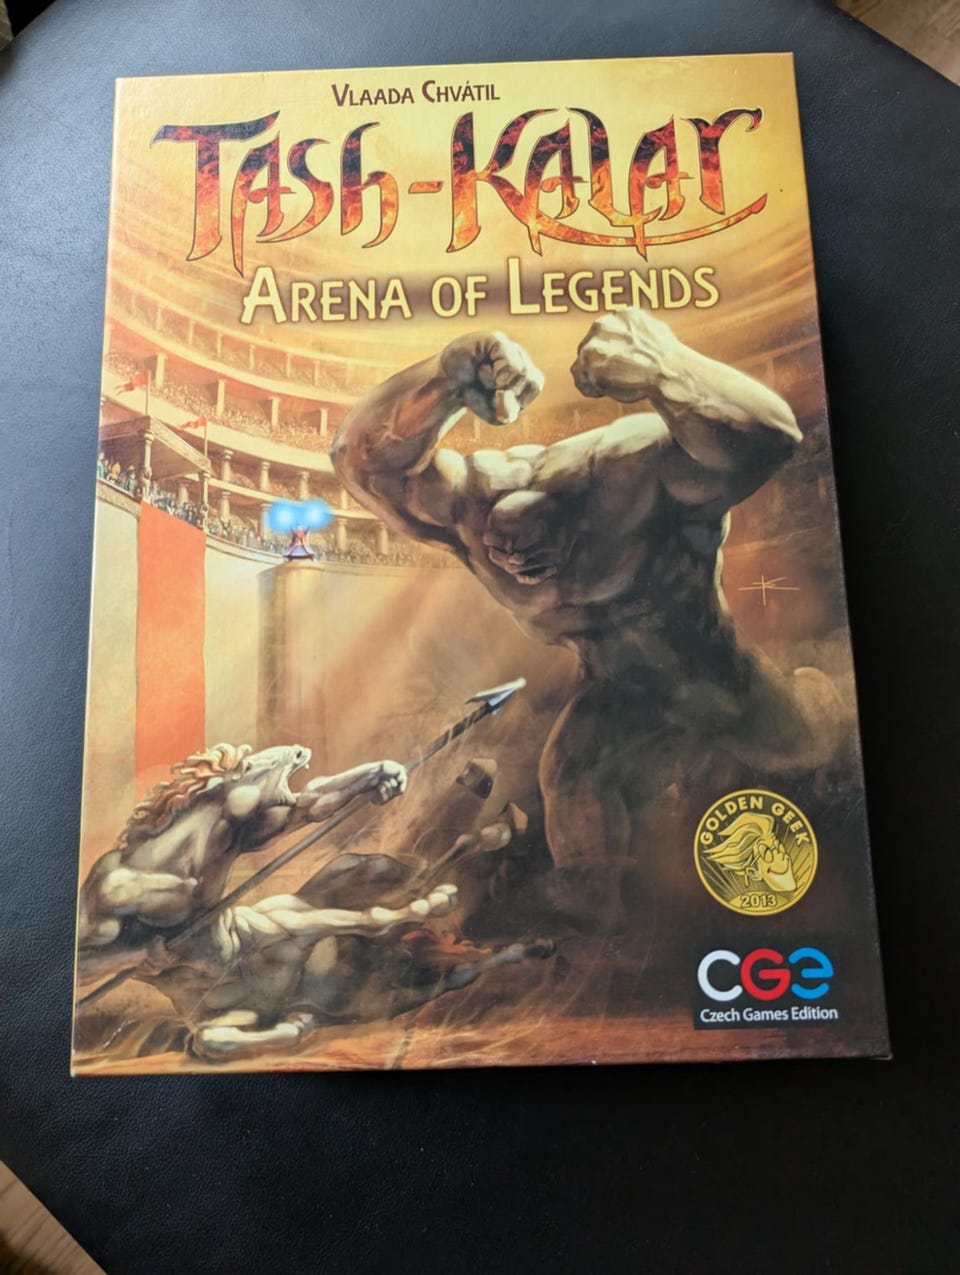 Vlaada Chvátil
Tash-Kalar
Arena of Legends
GOLDEN GEEK
2013
CGE
Czech Games Edition